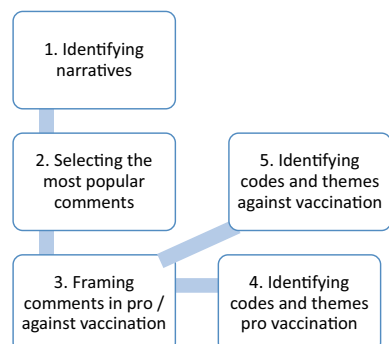 1. Identifying
narratives
2. Selecting the
most popular
comments
5. Identifying
codes and themes
against vaccination
3. Framing
comments in pro /
against vaccination
4. Identifying
codes and themes
pro vaccination